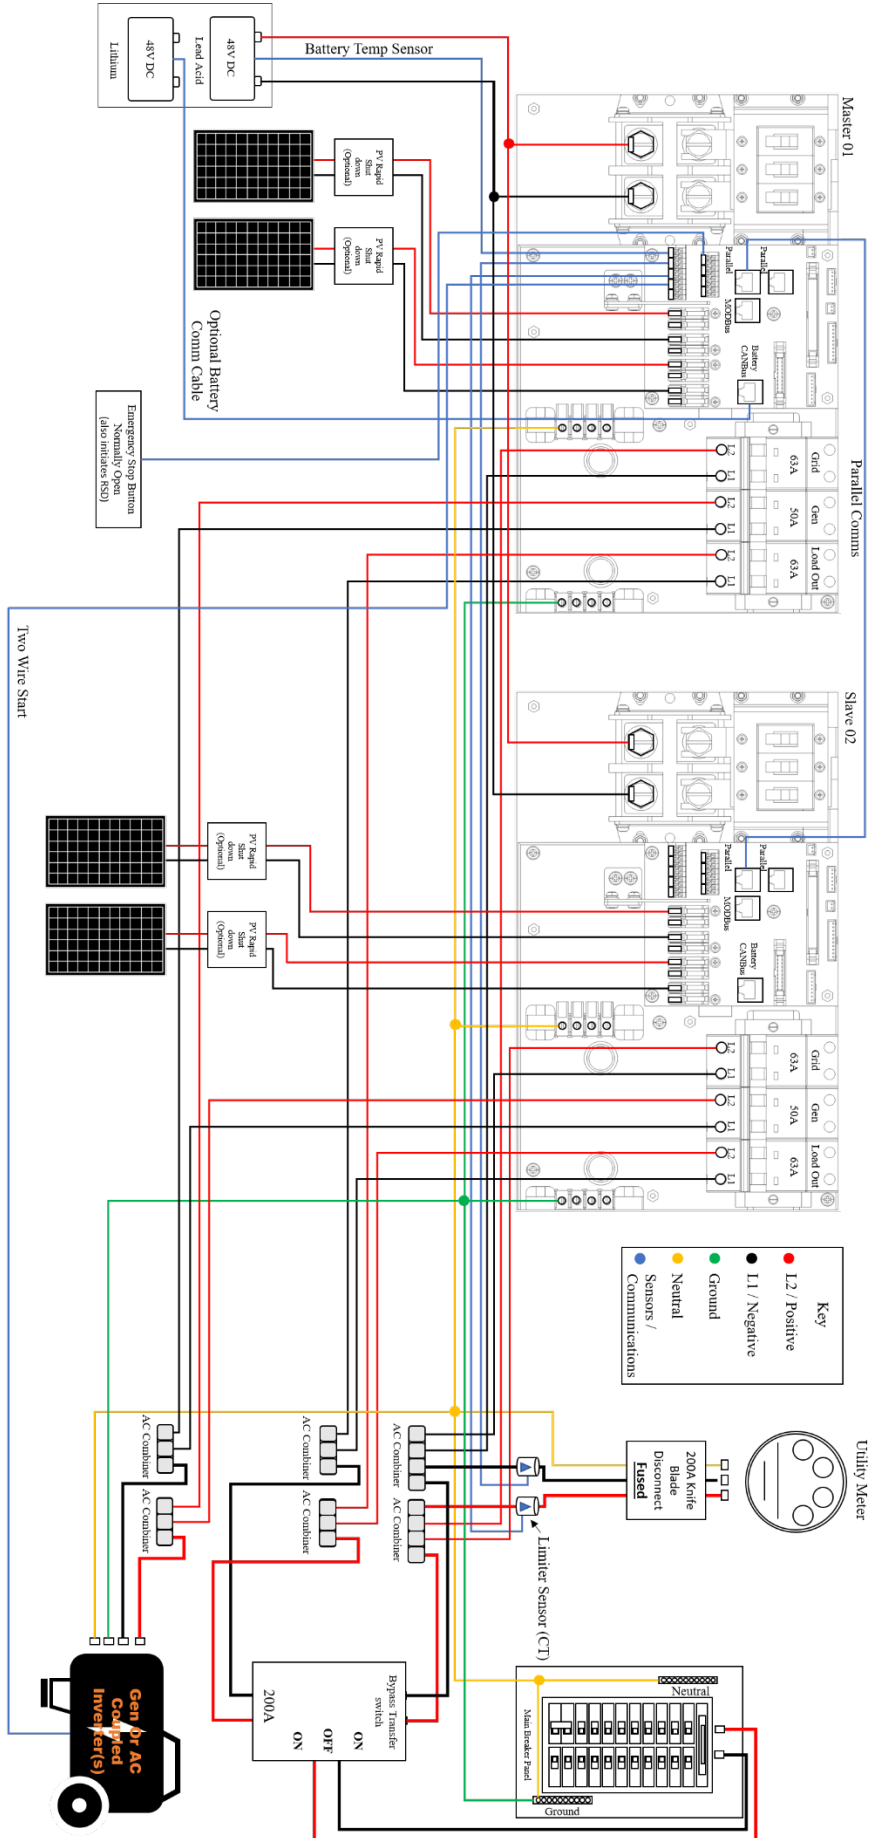 Battery Temp Sensor
48V DC
Lead Acid
48V DC
Lithium
PV Rapid
Shut
down
(Optional)
PV Rapid
Shut
down
(Optional)
Optional Battery
Comm Cable
Emergency Stop Button
Normally Open
(also initiates RSD)
Two Wire Start
Master 01
Parallel
Parallel
MODBus
Battery
CANBus
Parallel Comms
L2
L1
63A
Grid
L2
L1
50A
Gen
L2
L1
63A
Load Out
Slave 02
Parallel
Parallel
MODBus
Battery
CANBus
PV Rapid
Shut
down
(Optional)
PV Rapid
Shut
down
(Optional)
L2
L1
63A
Grid
L2
L1
50A
Gen
L2
L1
63A
Load Out
Key
L2 / Positive
L1 / Negative
Ground
Neutral
Sensors /
Communications
Utility Meter
200A Knife
Blade
Disconnect
Fused
Limiter Sensor (CT)
AC Combiner
AC Combiner
AC Combiner
AC Combiner
AC Combiner
AC Combiner
Bypass Transfer
switch
200A
ON
OFF
ON
Neutral
Main Breaker Panel
Ground
Gen Or AC
Coupled
Inverter(s)